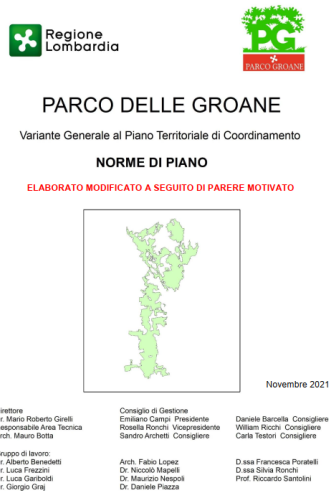 Regione
Lombardia
PG
PARCO GROANE
PARCO DELLE GROANE
Variante Generale al Piano Territoriale di Coordinamento
NORME DI PIANO
ELABORATO MODIFICATO A SEGUITO DI PARERE MOTIVATO
Novembre 2021
irettore
r. Mario Roberto Girelli
esponsabile Area Tecnica
rch. Mauro Botta
Consiglio di Gestione
Emiliano Campi Presidente
Rosella Ronchi Vicepresidente
Sandro Archetti Consigliere
Daniele Barcella Consigliere
William Ricchi Consigliere
Carla Testori Consigliere
ruppo di lavoro:
r. Alberto Benedetti
r. Luca Frezzini
r. Luca Gariboldi
r. Giorgio Graj
Arch. Fabio Lopez
Dr. Niccolò Mapelli
Dr. Maurizio Nespoli
Dr. Daniele Piazza
D.ssa Francesca Poratelli
D.ssa Silvia Ronchi
Prof. Riccardo Santolini